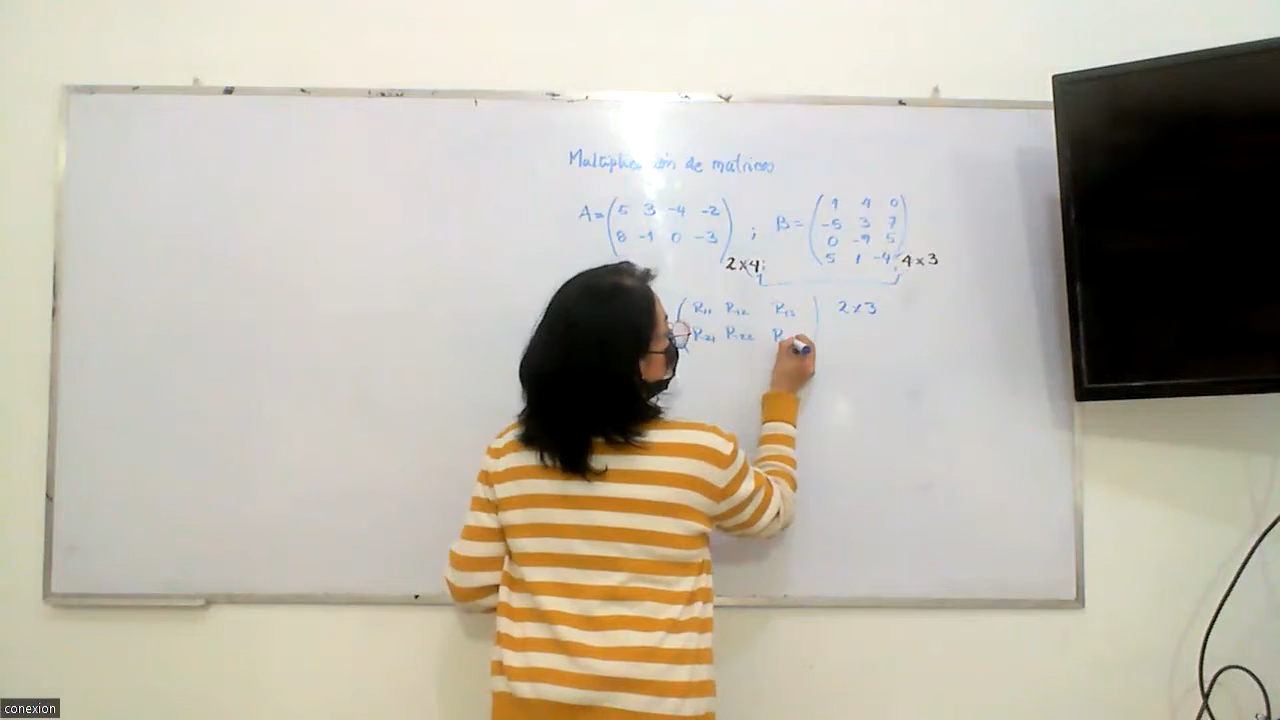 Multiplicación de matrices
A = ( 5 3 -4 -2
8 -1 0 -3 ) 2x4 ; B = ( 1 4 0
-5 3 7
0 -9 5
5 1 -4 ) 4x3
( R11 R12 R13 ) 2x3
R21 R22 R
conexion